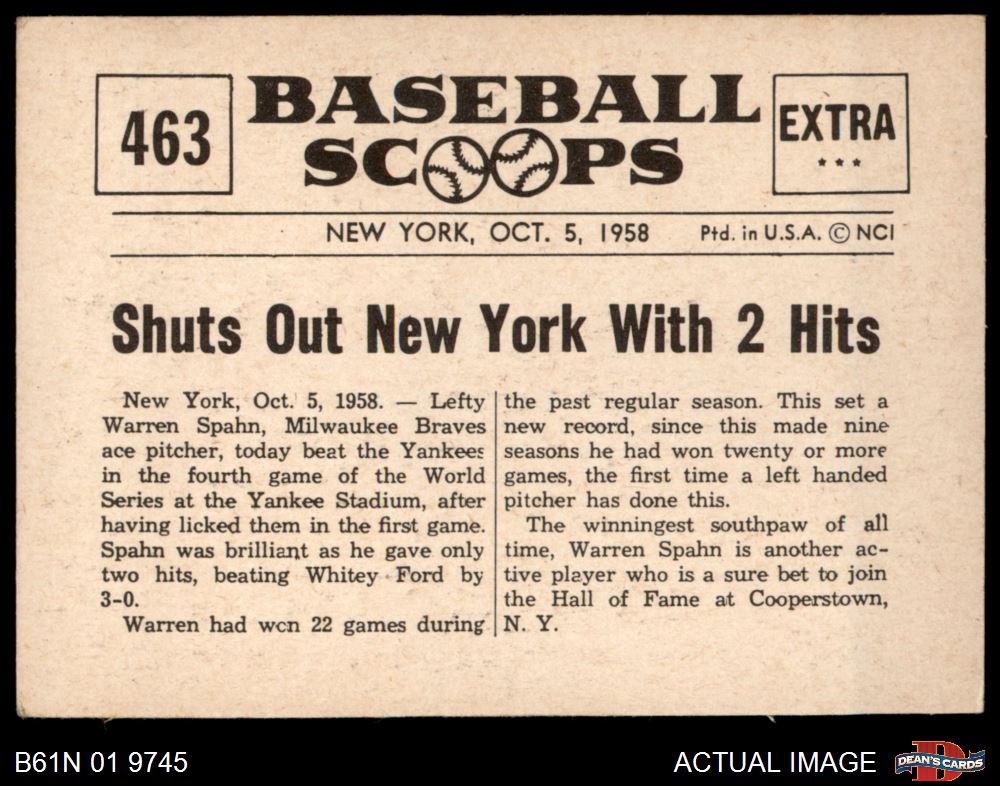 463
BASEBALL
SCOOPS
EXTRA
NEW YORK, OCT. 5, 1958 Ptd. in U.S.A. © NCI
Shuts Out New York With 2 Hits
New York, Oct. 5, 1958. — Lefty
Warren Spahn, Milwaukee Braves
ace pitcher, today beat the Yankees
in the fourth game of the World
Series at the Yankee Stadium, after
having licked them in the first game.
Spahn was brilliant as he gave only
two hits, beating Whitey Ford by
3-0.
Warren had won 22 games during
the past regular season. This set a
new record, since this made nine
seasons he had won twenty or more
games, the first time a left handed
pitcher has done this.
The winningest southpaw of all
time, Warren Spahn is another ac-
tive player who is a sure bet to join
the Hall of Fame at Cooperstown,
N. Y.
B61N 01 9745
ACTUAL IMAGE
DEAN'S CARDS